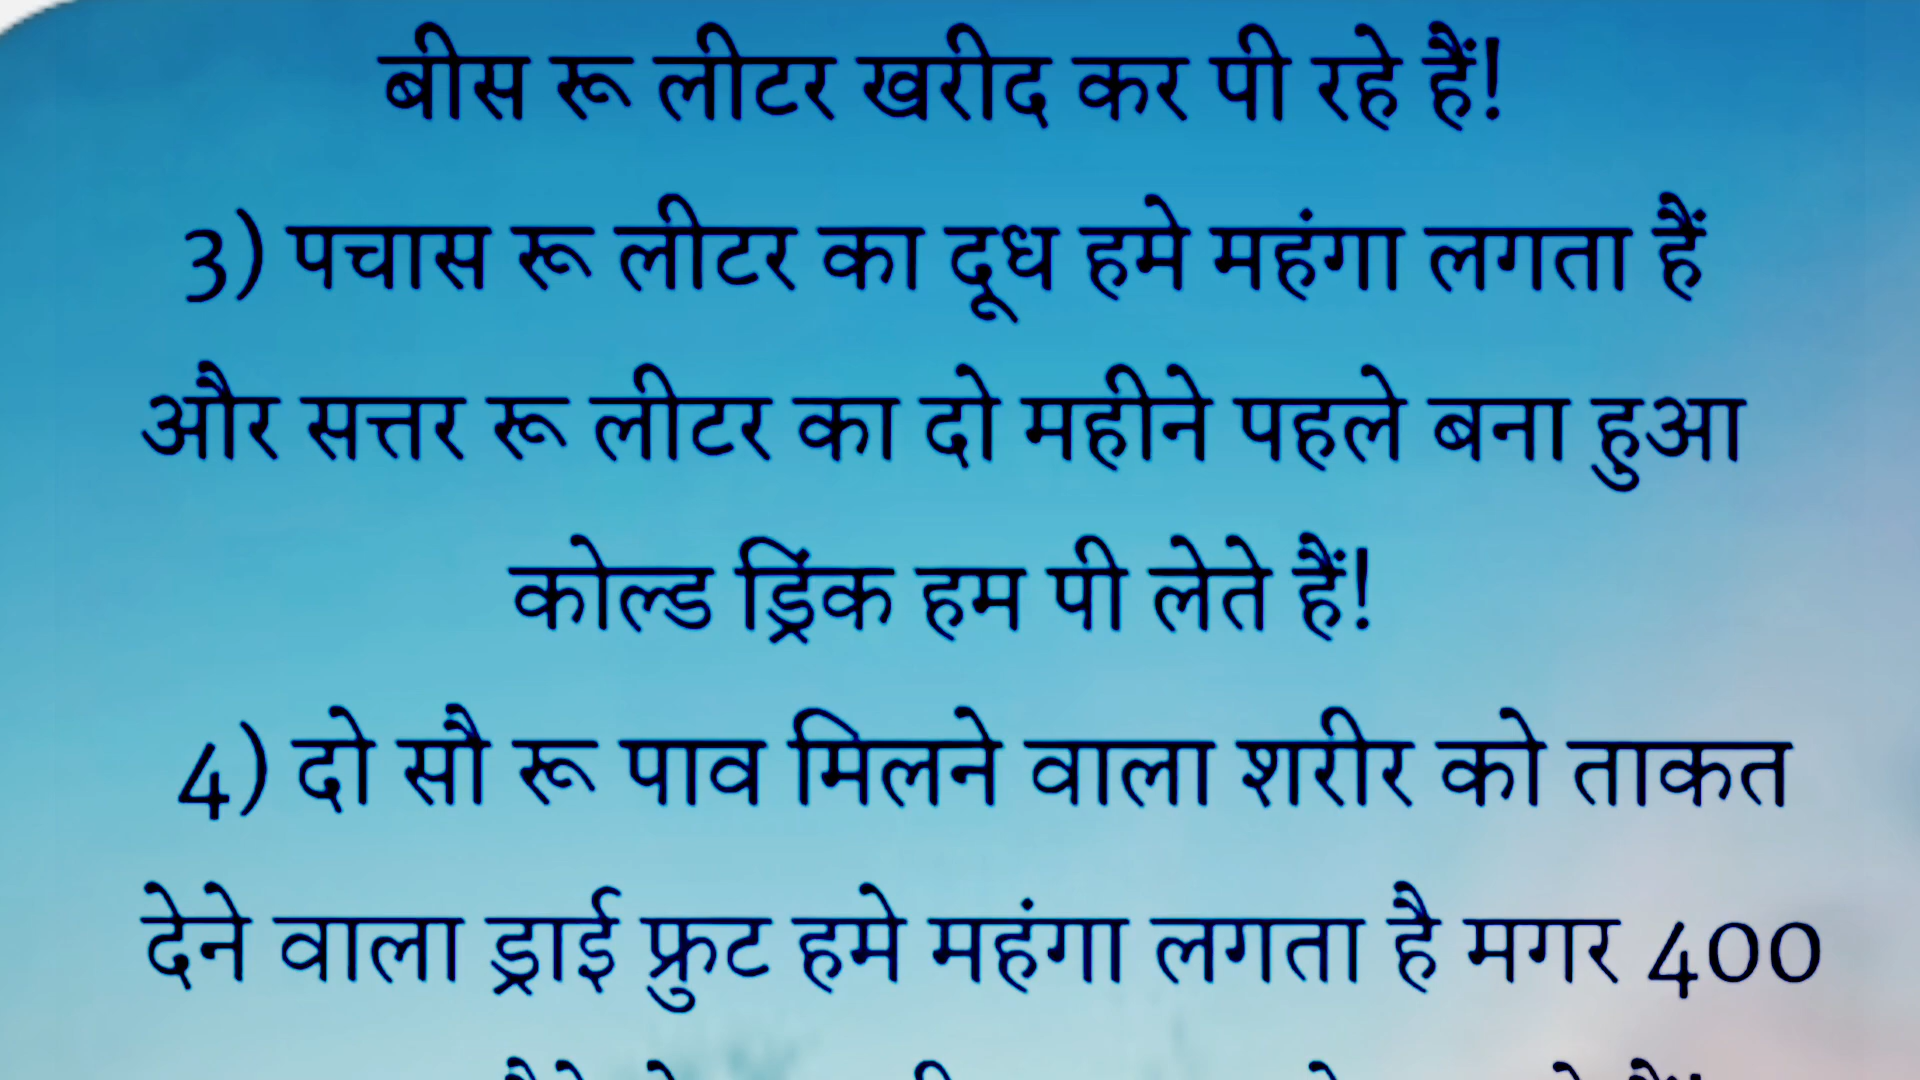 बीस रू लीटर खरीद कर पी रहे हैं!
3) पचास रू लीटर का दूध हमे महंगा लगता हैं
और सत्तर रू लीटर का दो महीने पहले बना हुआ
कोल्ड ड्रिंक हम पी लेते हैं!
4) दो सौ रू पाव मिलने वाला शरीर को ताकत
देने वाला ड्राई फ्रुट हमे महंगा लगता है मगर 400